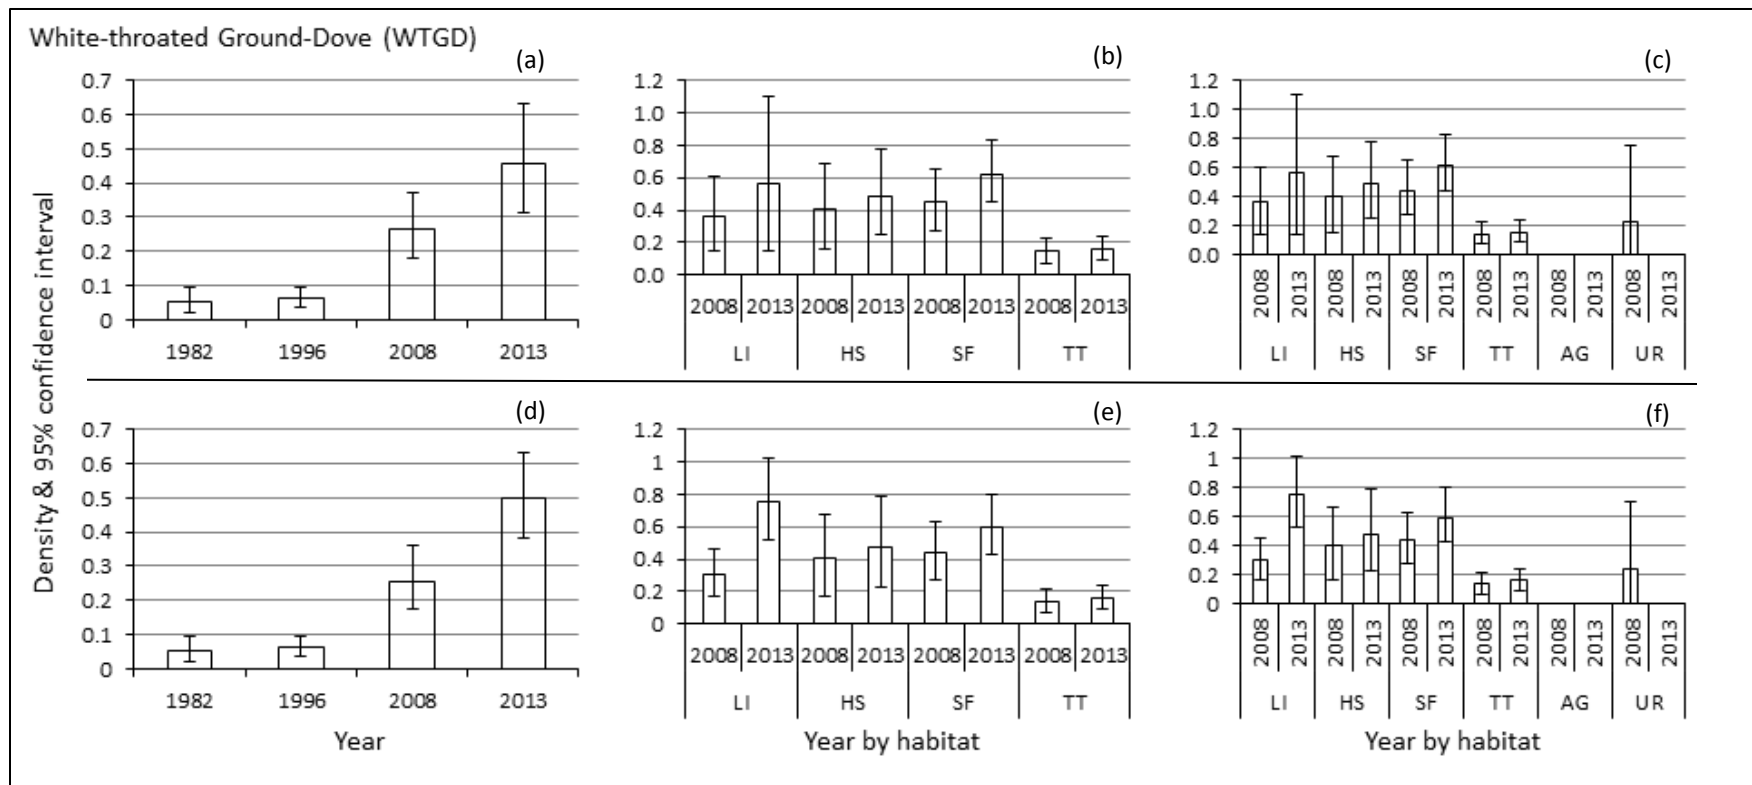 White-throated Ground-Dove (WTGD)
Density & 95% confidence interval
(a)
0.7
0.6
0.5
0.4
0.3
0.2
0.1
0
1982 1996 2008 2013
(b)
1.2
1.0
0.8
0.6
0.4
0.2
0.0
2008 2013 2008 2013 2008 2013 2008 2013
LI HS SF TT
(c)
1.2
1.0
0.8
0.6
0.4
0.2
0.0
2008 2013 2008 2013 2008 2013 2008 2013 2008 2013 2008 2013
LI HS SF TT AG UR
(d)
0.7
0.6
0.5
0.4
0.3
0.2
0.1
0
1982 1996 2008 2013
Year
(e)
1.2
1
0.8
0.6
0.4
0.2
0
2008 2013 2008 2013 2008 2013 2008 2013
LI HS SF TT
Year by habitat
(f)
1.2
1
0.8
0.6
0.4
0.2
0
2008 2013 2008 2013 2008 2013 2008 2013 2008 2013 2008 2013
LI HS SF TT AG UR
Year by habitat